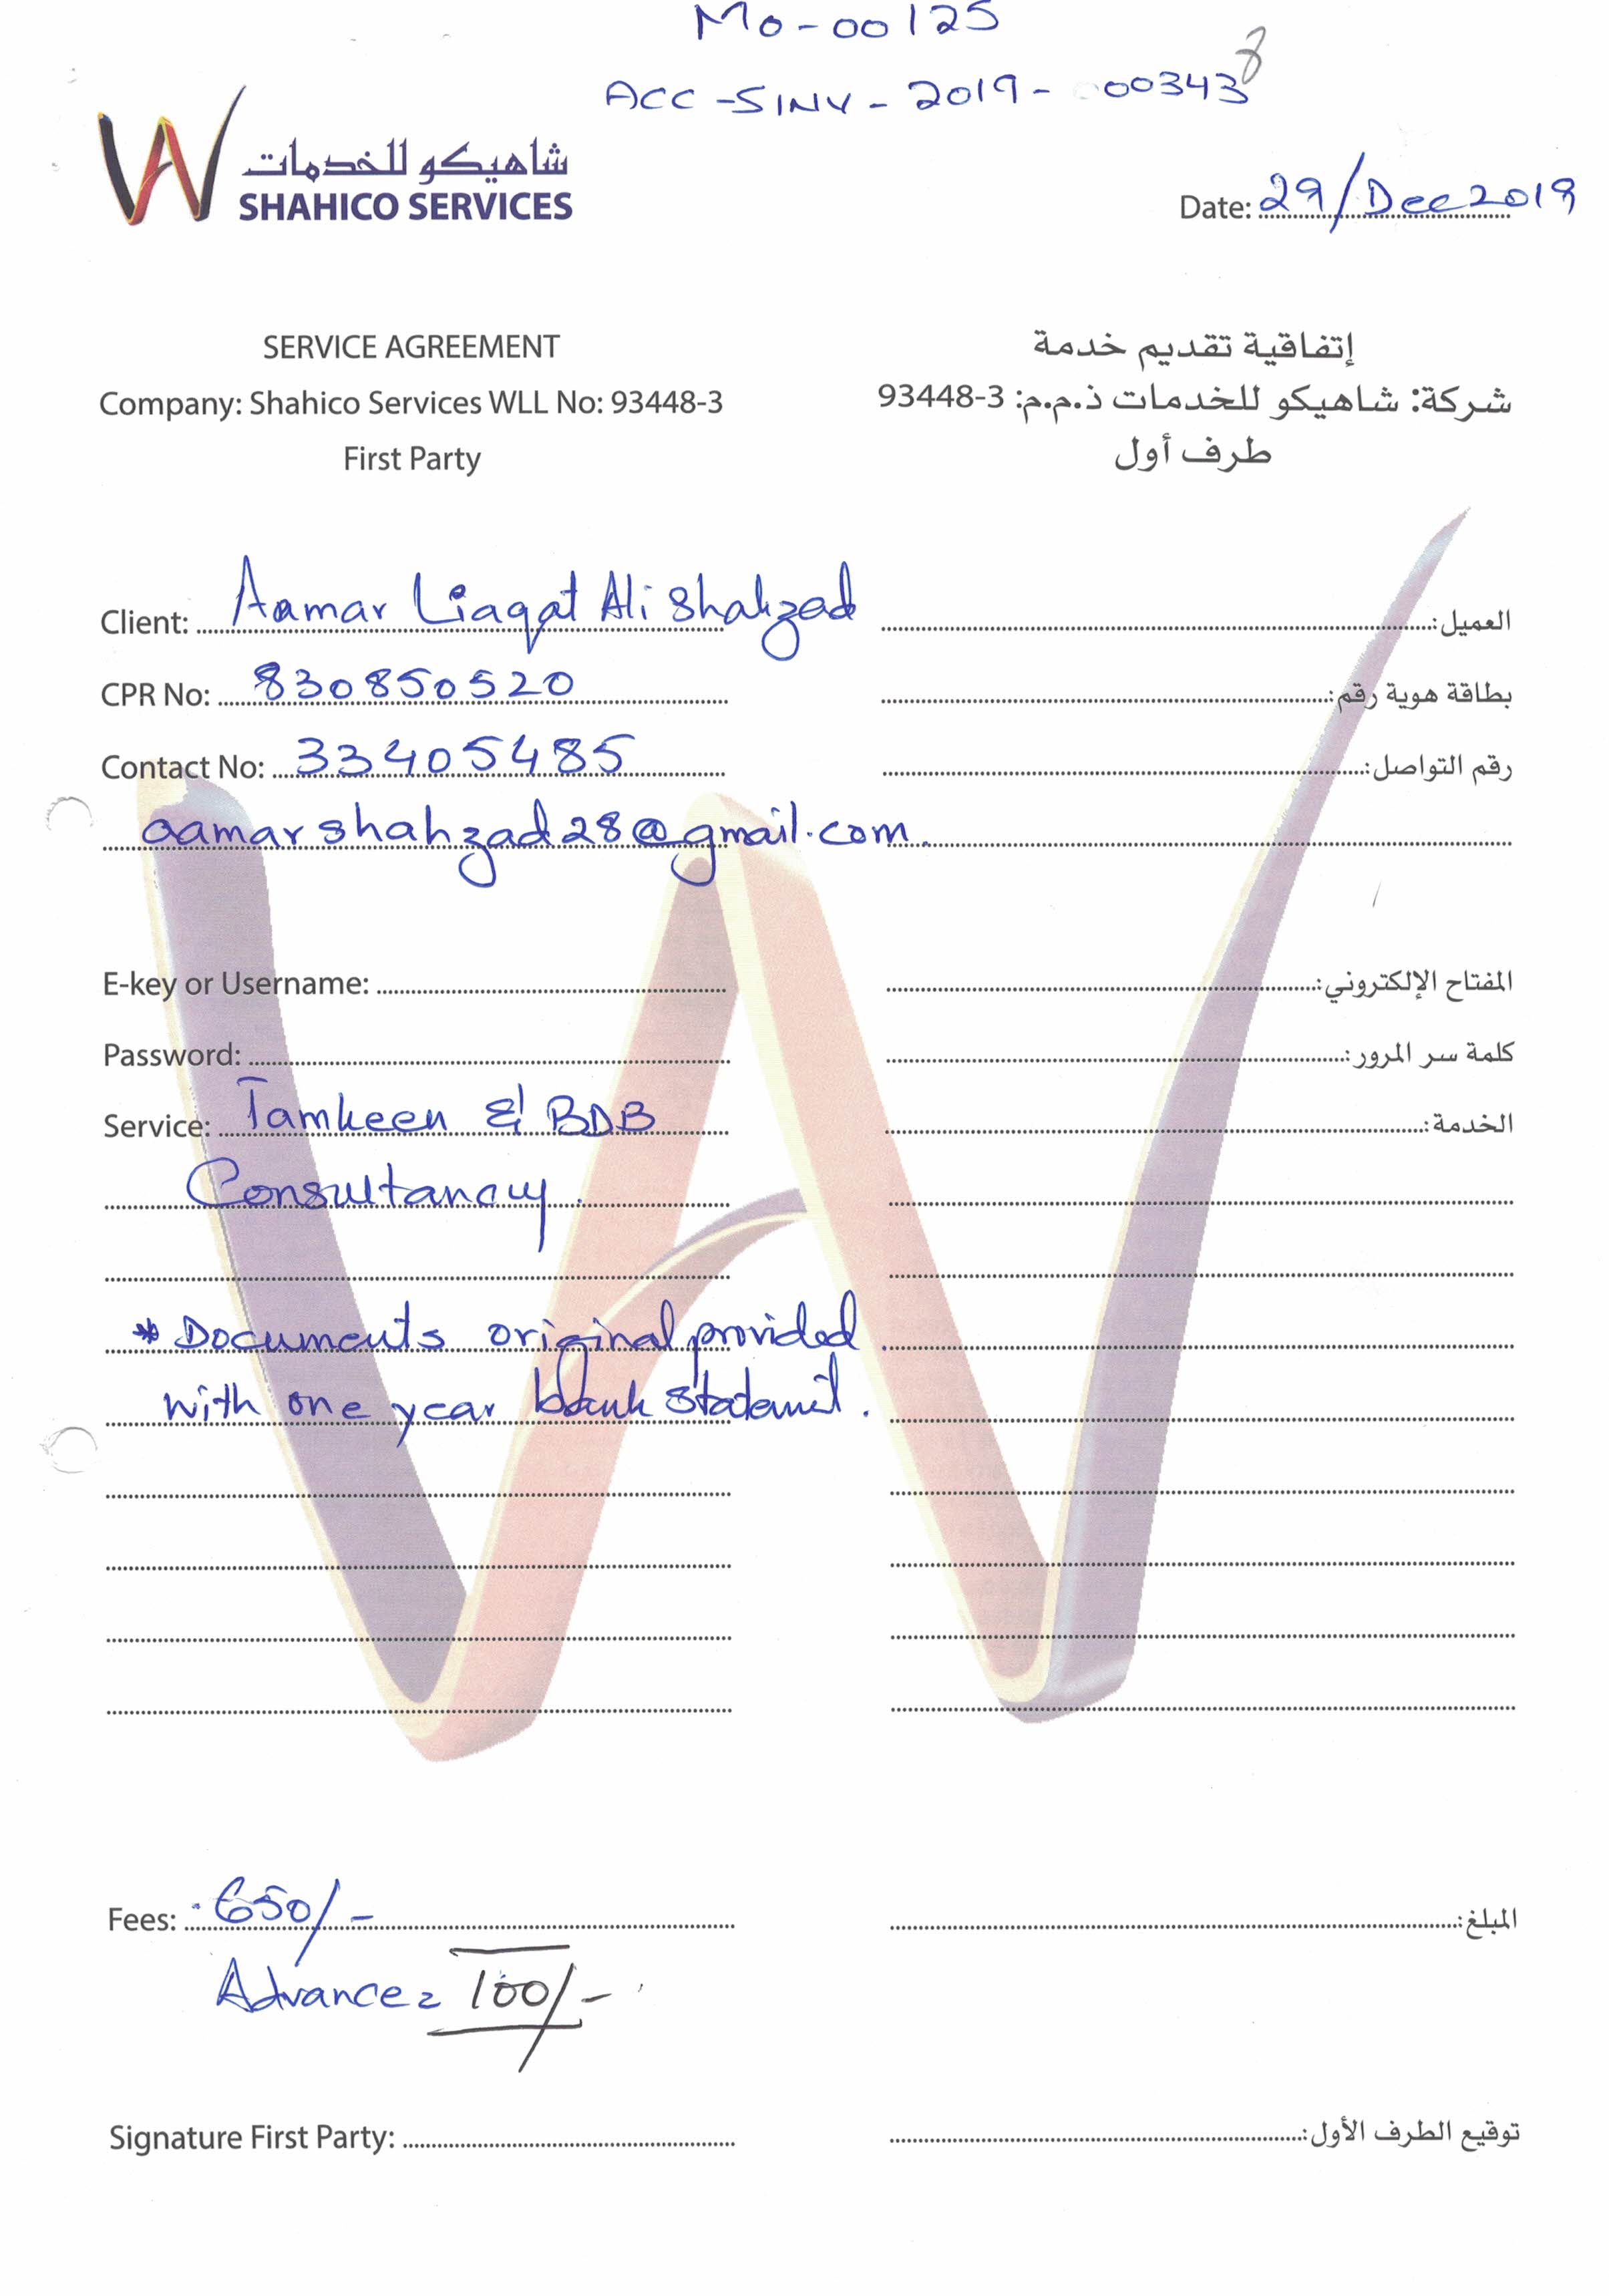 Mo-00125
8
ACC-SINV-2019-00343
شاهيكو للخدمات
SHAHICO SERVICES
Date: 29/Dec 2019
SERVICE AGREEMENT
إتفاقية تقديم خدمة
Company: Shahico Services WLL No: 93448-3
شركة: شاهيكو للخدمات ذ.م.م: 3-93448
First Party
طرف أول
Client: Aamar Liaqat Ali Shahzad
العميل:
CPR No: 830850520
بطاقة هوية رقم:
Contact No: 33405485
رقم التواصل:
aamarshahzad28@gmail.com.
E-key or Username:
المفتاح الإلكتروني:
Password:
كلمة سر المرور:
Service: Tamkeen & BDB
الخدمة:
Consultancy.
* Documents original provided.
with one year bank statemit.
Fees: 650/-
المبلغ:
Advance = 100/-
Signature First Party:
توقيع الطرف الأول: